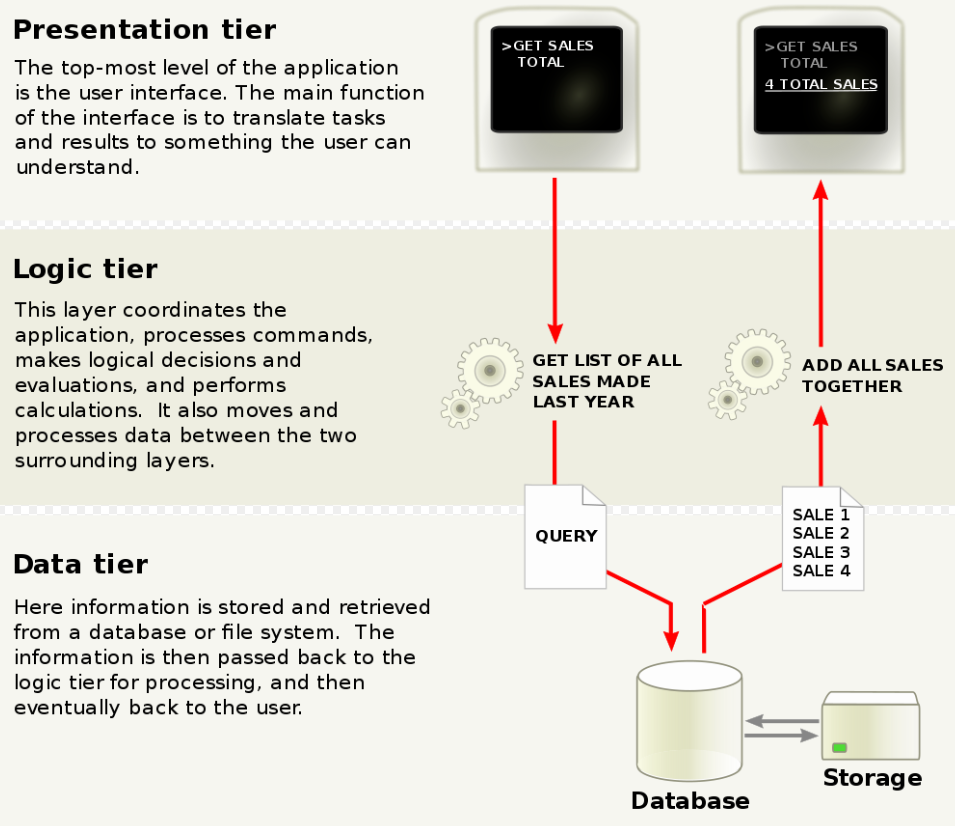 Presentation tier
The top-most level of the application
is the user interface. The main function
of the interface is to translate tasks
and results to something the user can
understand.
>GET SALES
TOTAL
>GET SALES
TOTAL
4 TOTAL SALES
Logic tier
This layer coordinates the
application, processes commands,
makes logical decisions and
evaluations, and performs
calculations.  It also moves and
processes data between the two
surrounding layers.
GET LIST OF ALL
SALES MADE
LAST YEAR
ADD ALL SALES
TOGETHER
QUERY
SALE 1
SALE 2
SALE 3
SALE 4
Data tier
Here information is stored and retrieved
from a database or file system.  The
information is then passed back to the
logic tier for processing, and then
eventually back to the user.
Database
Storage